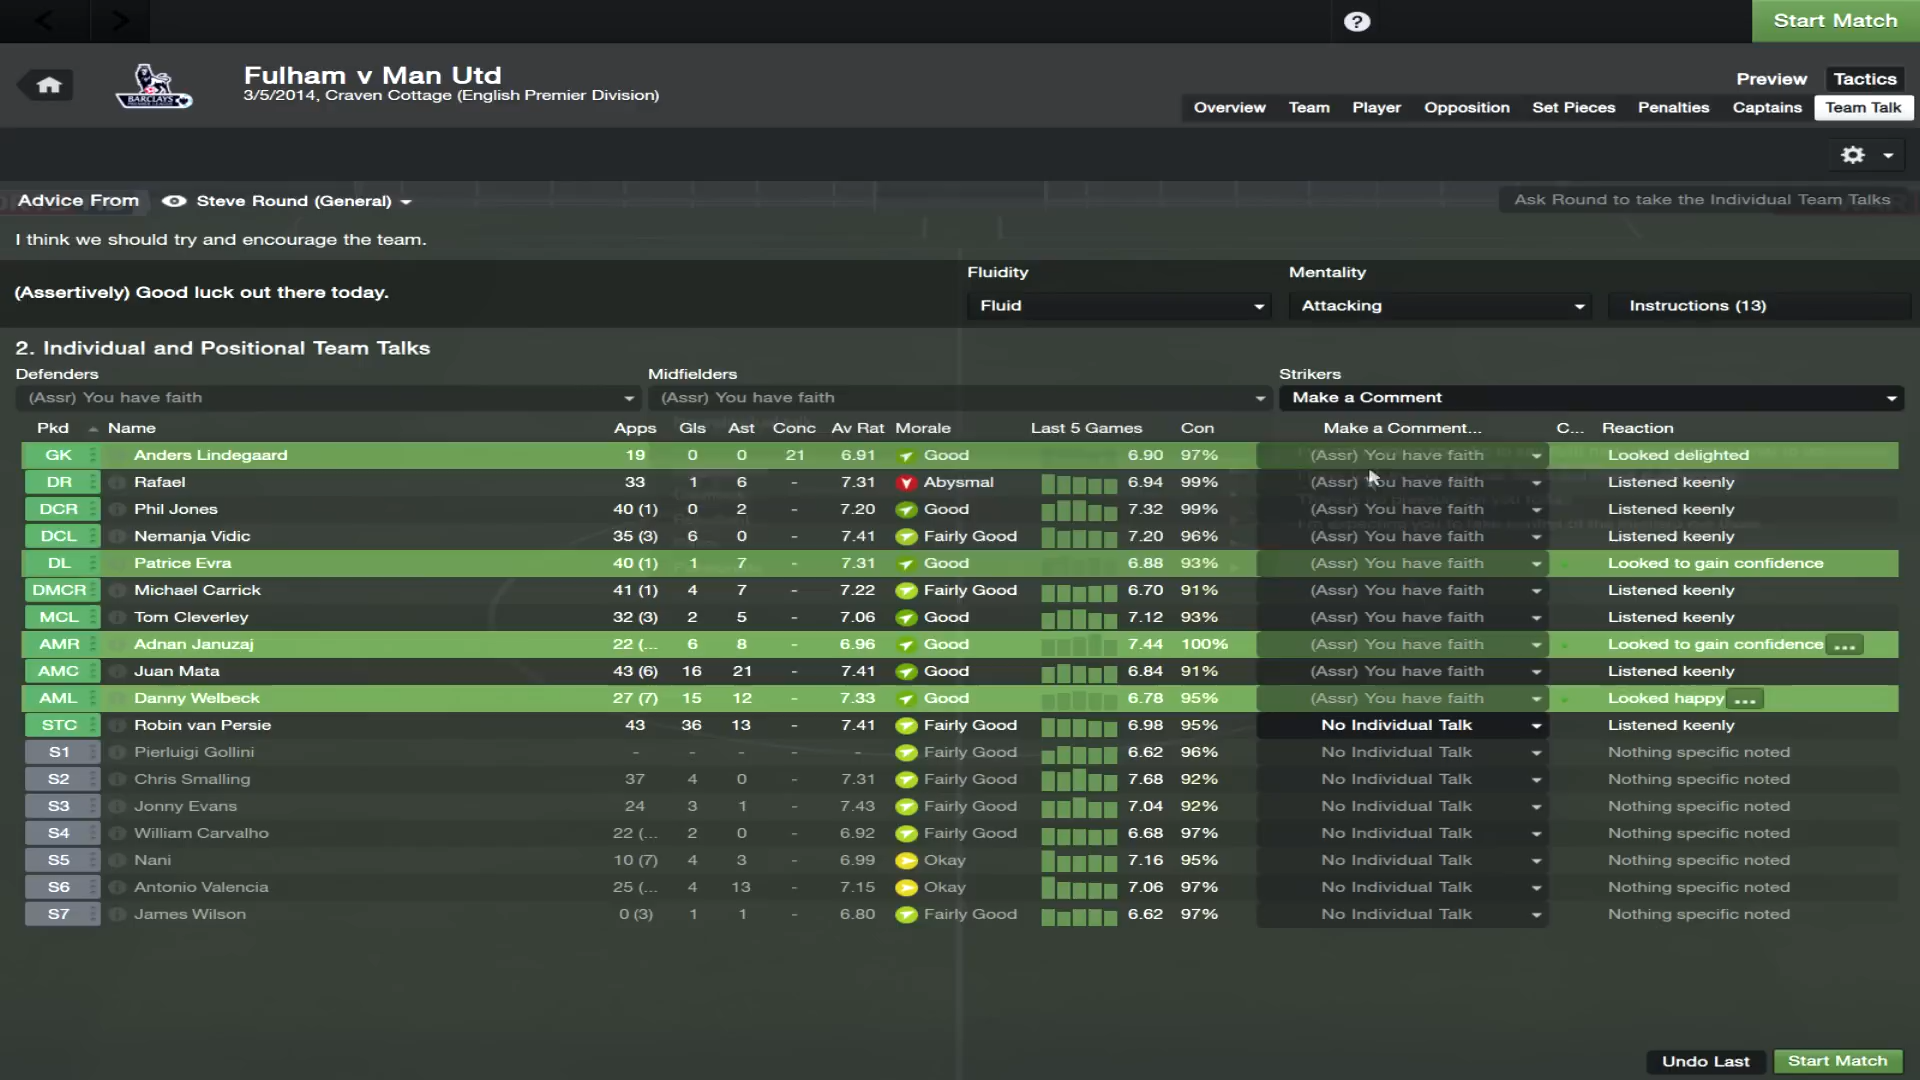 Start Match
Fulham v Man Utd
3/5/2014, Craven Cottage (English Premier Division)
BARCLAYS
Preview Tactics
Overview Team Player Opposition Set Pieces Penalties Captains Team Talk
Advice From Steve Round (General) Ask Round to take the Individual Team Talks
I think we should try and encourage the team.
Fluidity Mentality
(Assertively) Good luck out there today. Fluid Attacking Instructions (13)
2. Individual and Positional Team Talks
Defenders Midfielders Strikers
(Assr) You have faith (Assr) You have faith Make a Comment
Pkd Name Apps Gls Ast Conc Av Rat Morale Last 5 Games Con Make a Comment... C... Reaction
GK Anders Lindegaard 19 0 0 21 6.91 Good 6.90 97% (Assr) You have faith Looked delighted
DR Rafael 33 1 6 - 7.31 Abysmal 6.94 99% (Assr) You have faith Listened keenly
DCR Phil Jones 40 (1) 0 2 - 7.20 Good 7.32 99% (Assr) You have faith Listened keenly
DCL Nemanja Vidic 35 (3) 6 0 - 7.41 Fairly Good 7.20 96% (Assr) You have faith Listened keenly
DL Patrice Evra 40 (1) 1 7 - 7.31 Good 6.88 93% (Assr) You have faith Looked to gain confidence
DMCR Michael Carrick 41 (1) 4 7 - 7.22 Fairly Good 6.70 91% (Assr) You have faith Listened keenly
MCL Tom Cleverley 32 (3) 2 5 - 7.06 Good 7.12 93% (Assr) You have faith Listened keenly
AMR Adnan Januzaj 22 (... 6 8 - 6.96 Good 7.44 100% (Assr) You have faith Looked to gain confidence ...
AMC Juan Mata 43 (6) 16 21 - 7.41 Good 6.84 91% (Assr) You have faith Listened keenly
AML Danny Welbeck 27 (7) 15 12 - 7.33 Good 6.78 95% (Assr) You have faith Looked happy ...
STC Robin van Persie 43 36 13 - 7.41 Fairly Good 6.98 95% No Individual Talk Listened keenly
S1 Pierluigi Gollini - - - - - Fairly Good 6.62 96% No Individual Talk Nothing specific noted
S2 Chris Smalling 37 4 0 - 7.31 Fairly Good 7.68 92% No Individual Talk Nothing specific noted
S3 Jonny Evans 24 3 1 - 7.43 Fairly Good 7.04 92% No Individual Talk Nothing specific noted
S4 William Carvalho 22 (... 2 0 - 6.92 Fairly Good 6.68 97% No Individual Talk Nothing specific noted
S5 Nani 10 (7) 4 3 - 6.99 Okay 7.16 95% No Individual Talk Nothing specific noted
S6 Antonio Valencia 25 (... 4 13 - 7.15 Okay 7.06 97% No Individual Talk Nothing specific noted
S7 James Wilson 0 (3) 1 1 - 6.80 Fairly Good 6.62 97% No Individual Talk Nothing specific noted
Undo Last Start Match